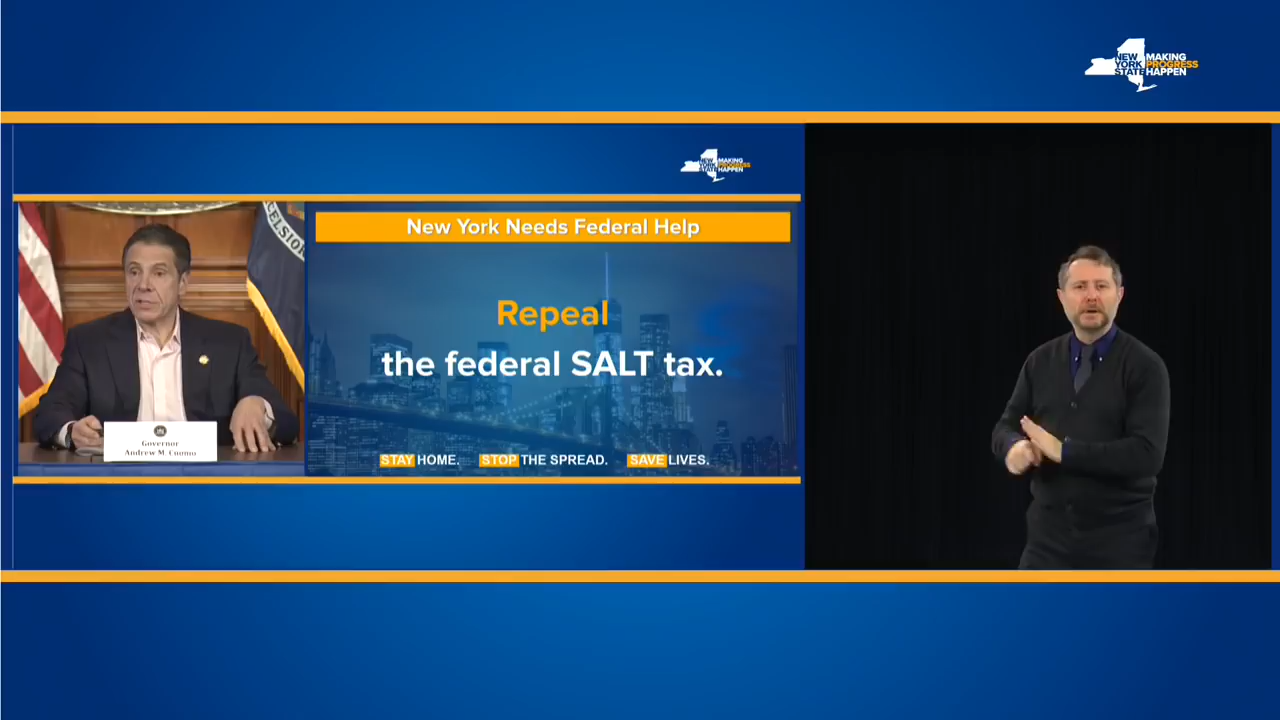 NEW YORK STATE
MAKING PROGRESS HAPPEN
NEW YORK STATE
MAKING PROGRESS HAPPEN
CELSIOR
New York Needs Federal Help
Repeal
the federal SALT tax.
STAY HOME. STOP THE SPREAD. SAVE LIVES.
Governor
Andrew M. Cuomo